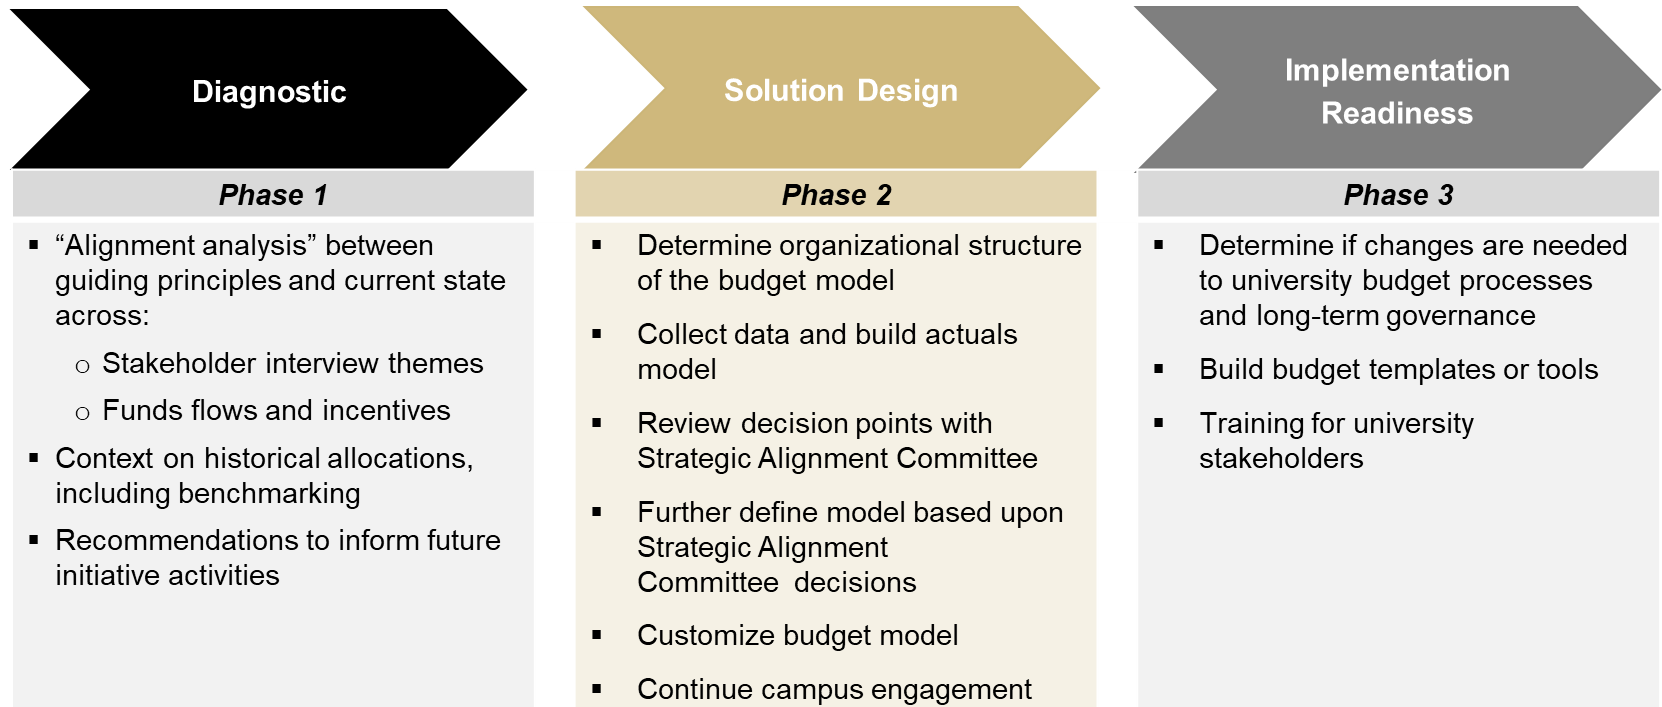 Diagnostic
Phase 1
▪ “Alignment analysis” between
guiding principles and current state
across:
o Stakeholder interview themes
o Funds flows and incentives
▪ Context on historical allocations,
including benchmarking
▪ Recommendations to inform future
initiative activities
Solution Design
Phase 2
▪ Determine organizational structure
of the budget model
▪ Collect data and build actuals
model
▪ Review decision points with
Strategic Alignment Committee
▪ Further define model based upon
Strategic Alignment
Committee decisions
▪ Customize budget model
▪ Continue campus engagement
Implementation
Readiness
Phase 3
▪ Determine if changes are needed
to university budget processes
and long-term governance
▪ Build budget templates or tools
▪ Training for university
stakeholders